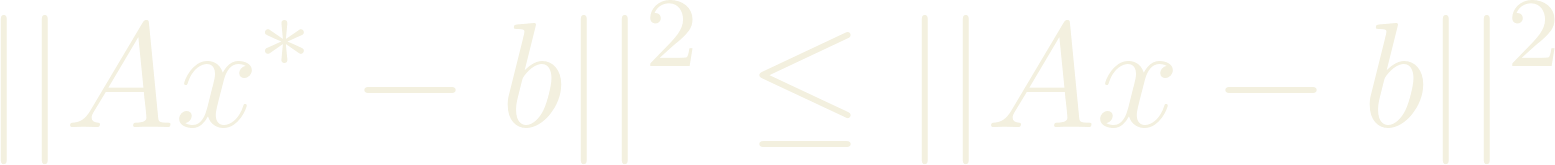 ||Ax* − b||² ≤ ||Ax − b||²